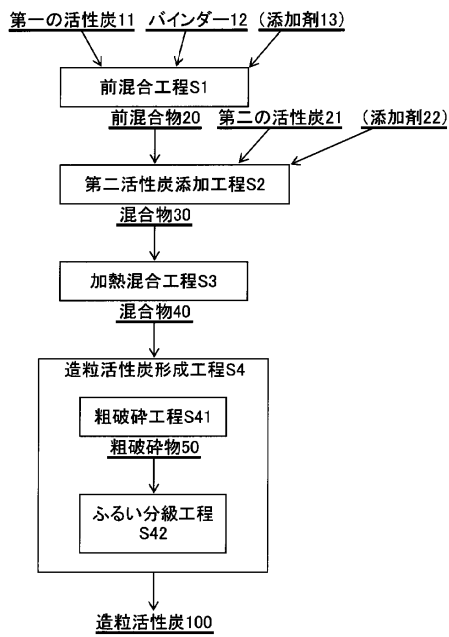 第一の活性炭11 バインダー12 （添加剤13）
前混合工程S1
前混合物20 第二の活性炭21 （添加剤22）
第二活性炭添加工程S2
混合物30
加熱混合工程S3
混合物40
造粒活性炭形成工程S4
粗破砕工程S41
粗破砕物50
ふるい分級工程
S42
造粒活性炭100